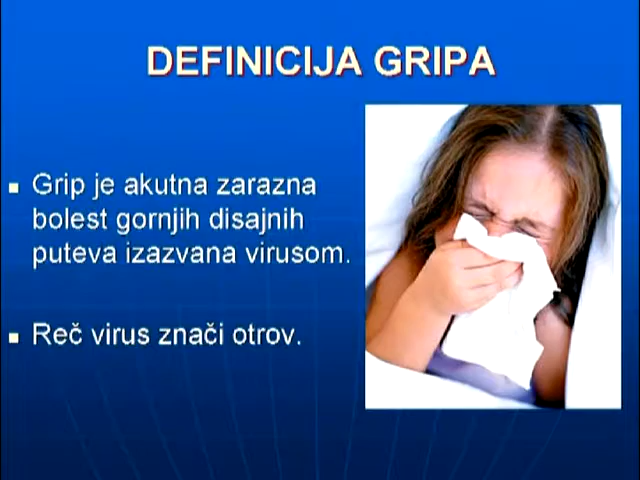 DEFINICIJA GRIPA
Grip je akutna zarazna
bolest gornjih disajnih
puteva izazvana virusom.
Reč virus znači otrov.